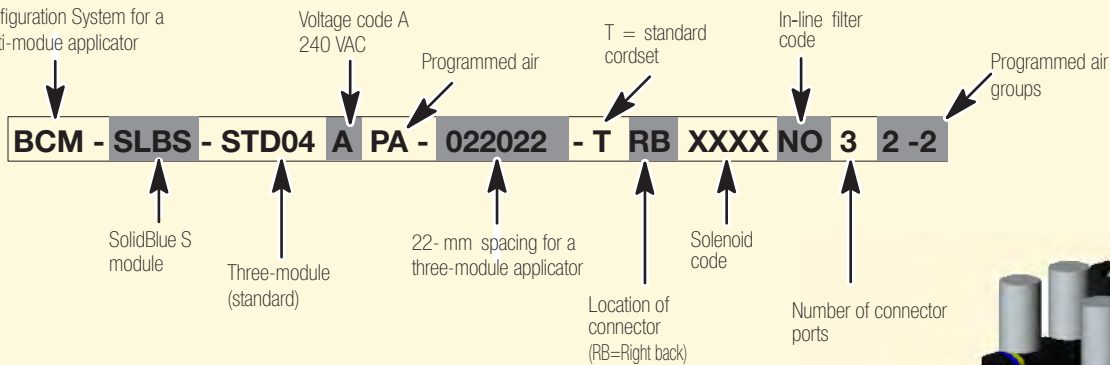 figuration System for a
ti-modue applicator
Voltage code A
240 VAC
Programmed air
T = standard
cordset
In-line filter
code
Programmed air
groups
BCM - SLBS - STD04 A PA - 022022 - T RB XXXX NO 3 2 -2
SolidBlue S
module
Three-module
(standard)
22- mm spacing for a
three-module applicator
Location of
connector
(RB=Right back)
Solenoid
code
Number of connector
ports